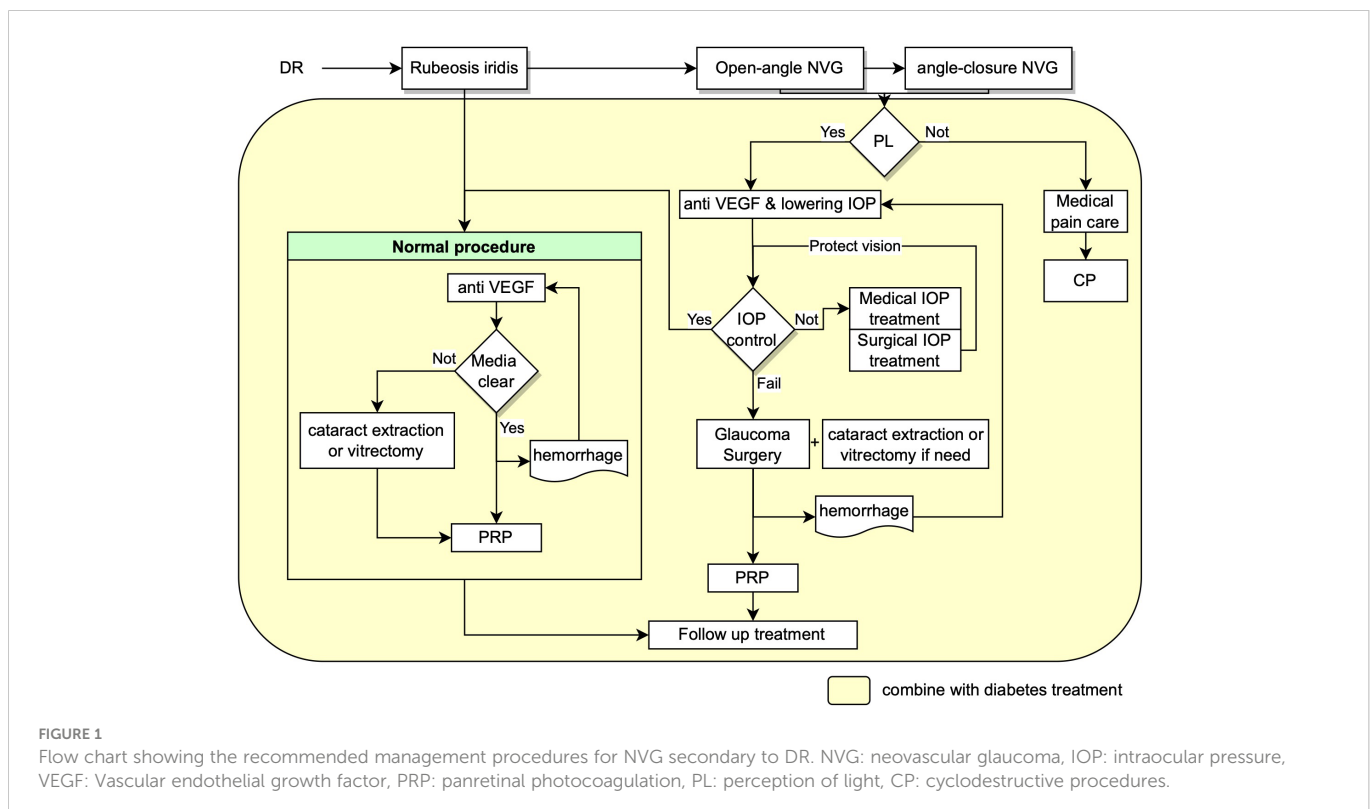 DR
Rubeosis iridis
Open-angle NVG
angle-closure NVG
PL
Yes
Not
anti VEGF & lowering IOP
Medical
pain care
CP
Protect vision
IOP
control
Yes
Not
Medical IOP
treatment
Surgical IOP
treatment
Fail
Glaucoma
Surgery
+
cataract extraction or
vitrectomy if need
hemorrhage
PRP
Normal procedure
anti VEGF
Media
clear
Not
Yes
cataract extraction
or vitrectomy
hemorrhage
PRP
Follow up treatment
combine with diabetes treatment
FIGURE 1
Flow chart showing the recommended management procedures for NVG secondary to DR. NVG: neovascular glaucoma, IOP: intraocular pressure,
VEGF: Vascular endothelial growth factor, PRP: panretinal photocoagulation, PL: perception of light, CP: cyclodestructive procedures.